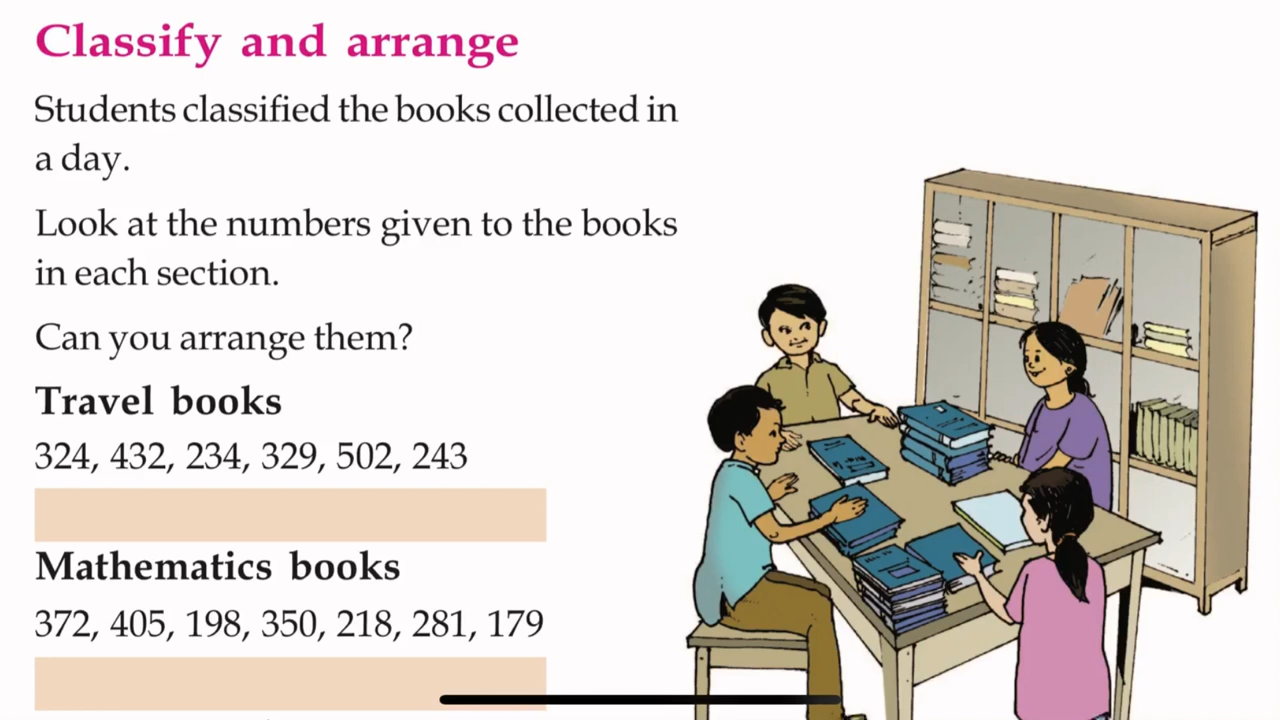 Classify and arrange
Students classified the books collected in
a day.
Look at the numbers given to the books
in each section.
Can you arrange them?
Travel books
324, 432, 234, 329, 502, 243
Mathematics books
372, 405, 198, 350, 218, 281, 179